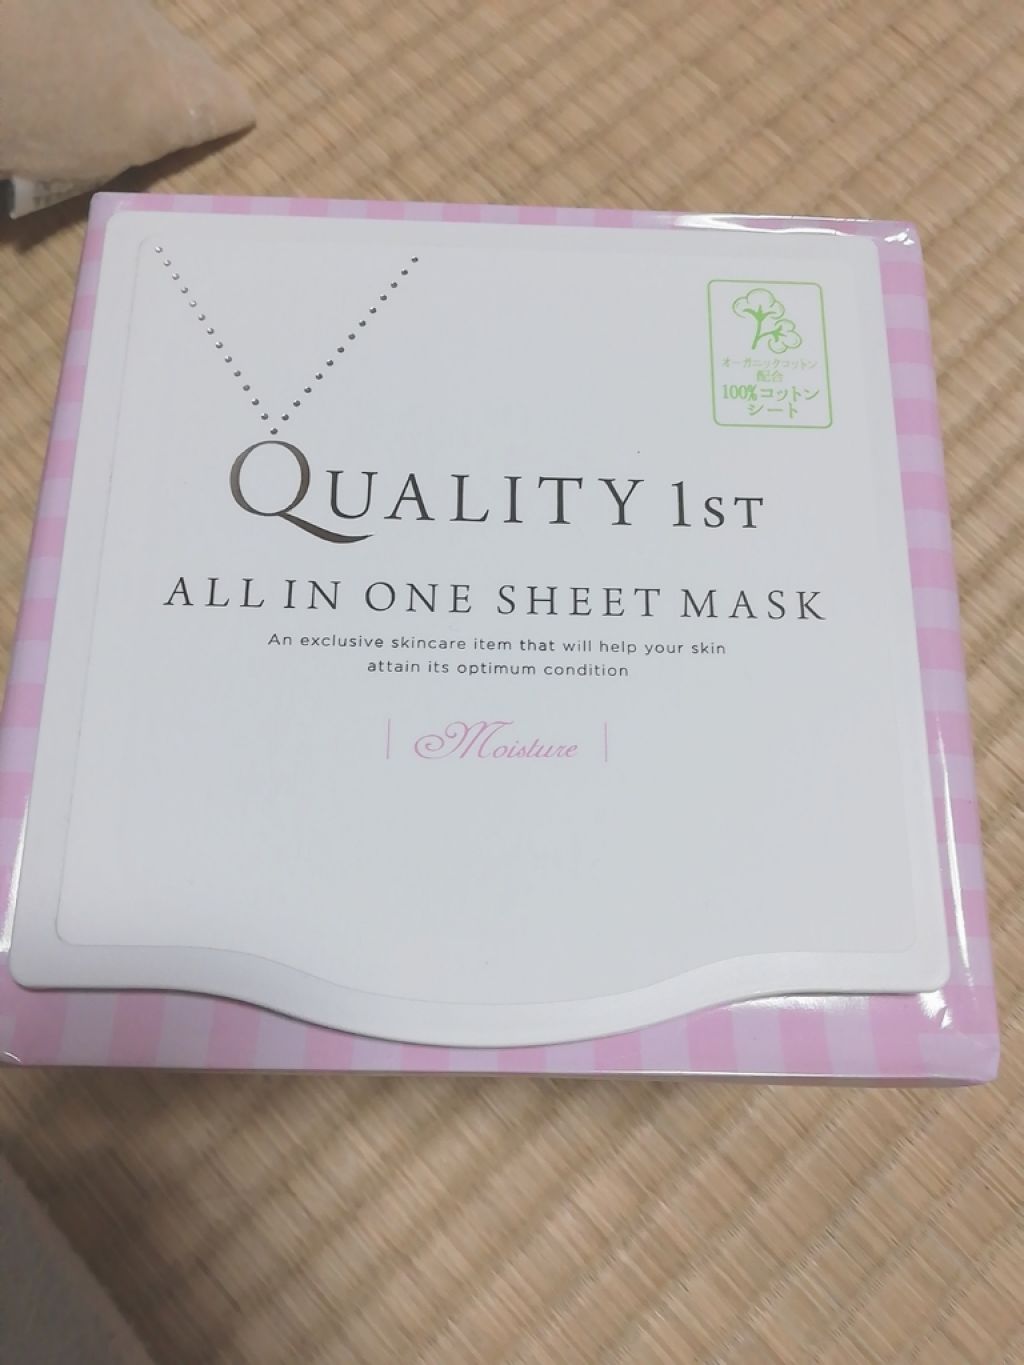 オーガニックコットン
配合
100%コットン
シート
QUALITY 1ST
ALL IN ONE SHEET MASK
An exclusive skincare item that will help your skin
attain its optimum condition
Moisture